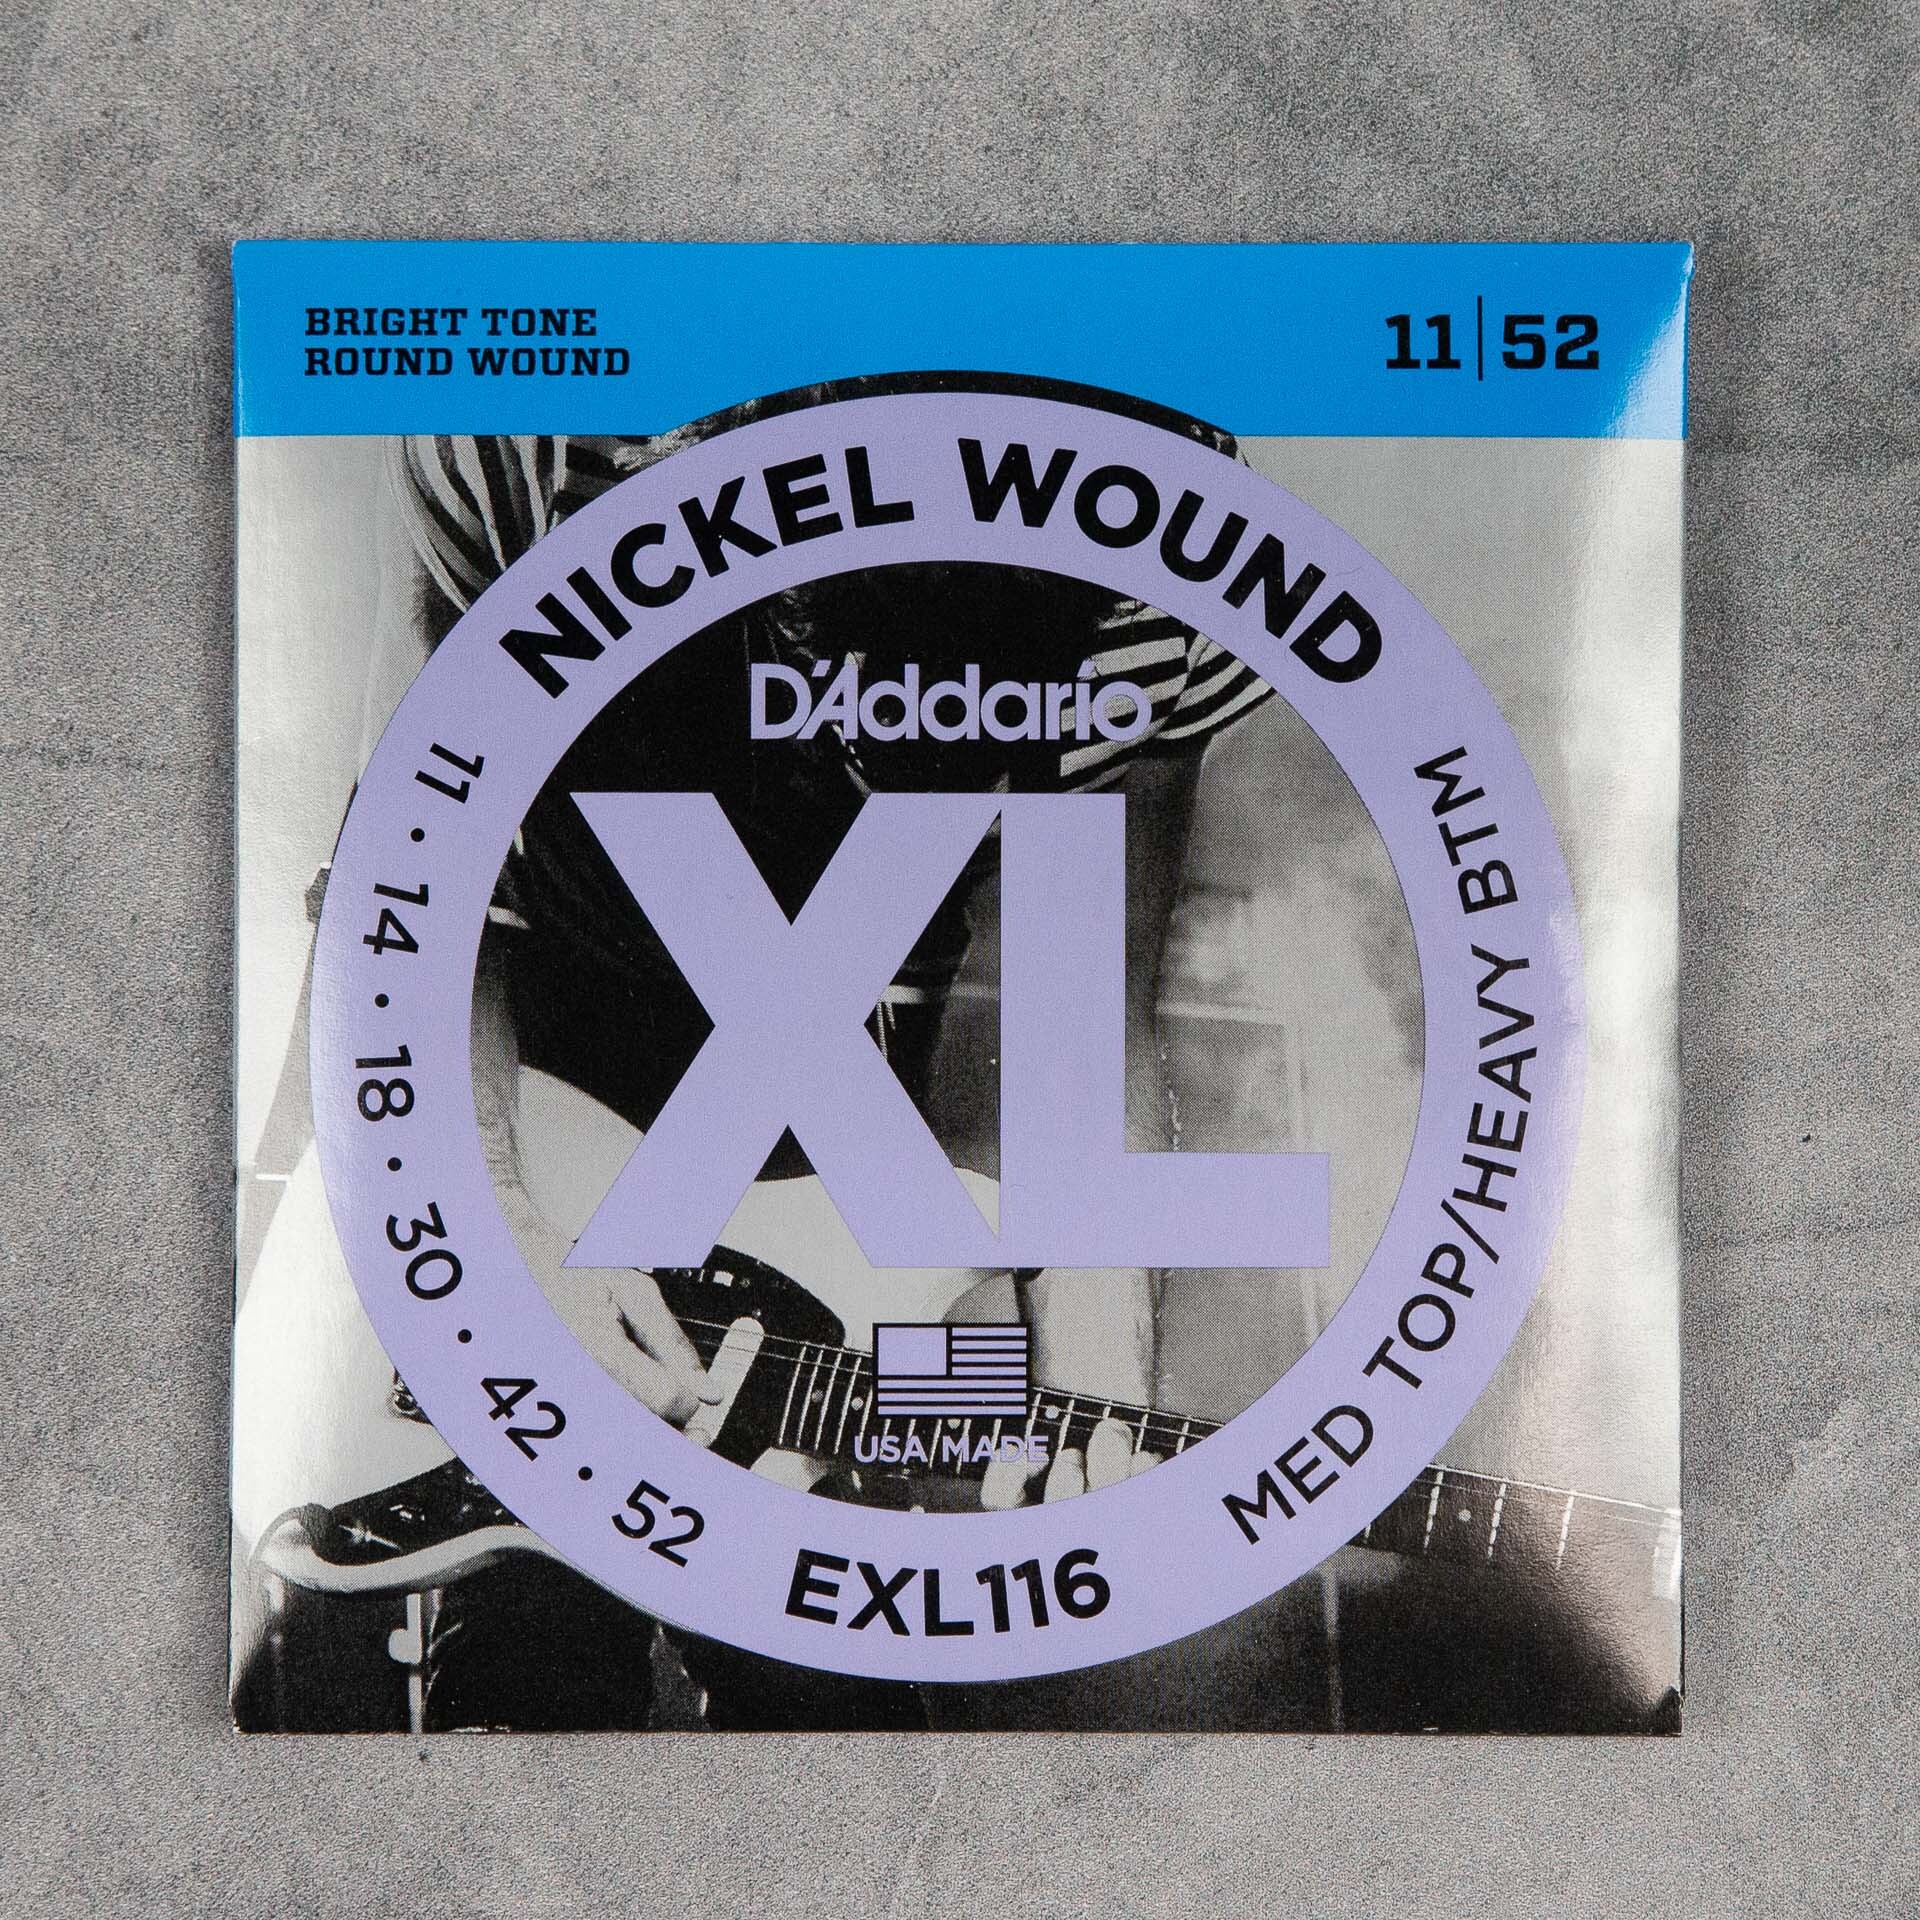 BRIGHT TONE
ROUND WOUND
11|52
NICKEL WOUND
D'Addario
XL
11 • 14 • 18 • 30 • 42 • 52
MED TOP/HEAVY BTM
USA MADE
EXL116